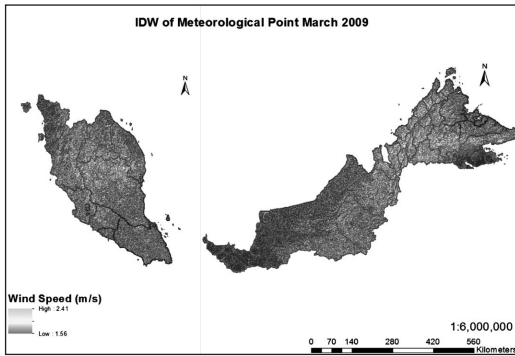 IDW of Meteorological Point March 2009
N
N
Wind Speed (m/s)
High : 2.41
Low : 1.56
1:6,000,000
0 70 140 280 420 560
Kilometers